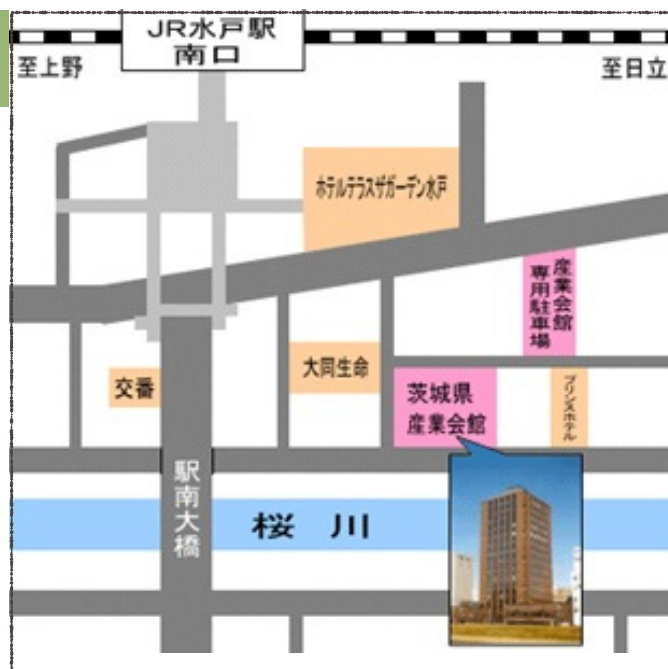 JR水戸駅
南口
至上野
至日立
ホテルテラスザガーデン水戸
産業会館
専用駐車場
大同生命
交番
茨城県
産業会館
プリンスホテル
駅南大橋
桜川